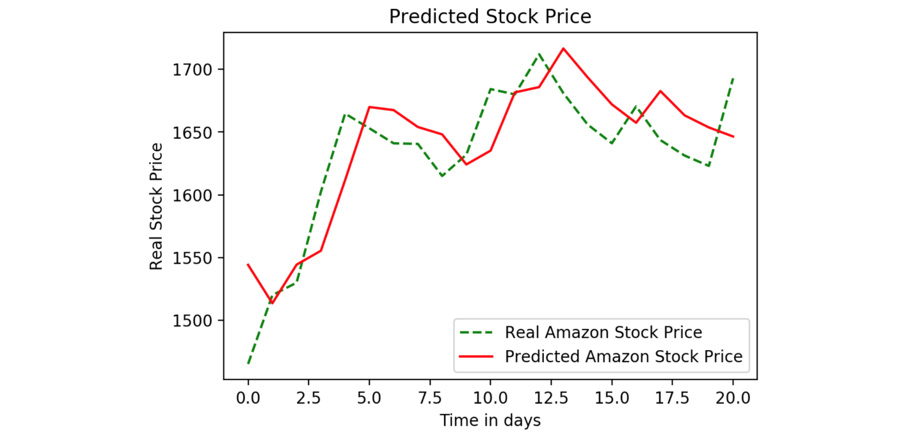 Predicted Stock Price
1700
1650
1600
1550
1500
Real Stock Price
Real Amazon Stock Price
Predicted Amazon Stock Price
0.0 2.5 5.0 7.5 10.0 12.5 15.0 17.5 20.0
Time in days